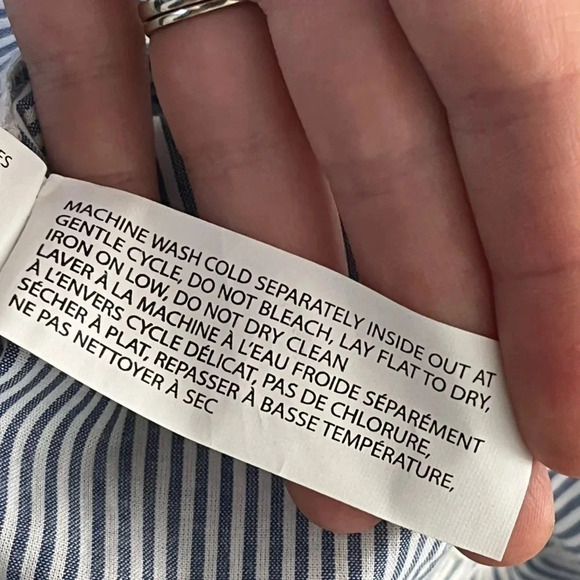 ES
MACHINE WASH COLD SEPARATELY INSIDE OUT AT
GENTLE CYCLE, DO NOT BLEACH, LAY FLAT TO DRY,
IRON ON LOW, DO NOT DRY CLEAN
LAVER À LA MACHINE À L'EAU FROIDE SÉPARÉMENT
À L'ENVERS CYCLE DÉLICAT, PAS DE CHLORURE,
SÉCHER À PLAT, REPASSER À BASSE TEMPÉRATURE,
NE PAS NETTOYER À SEC